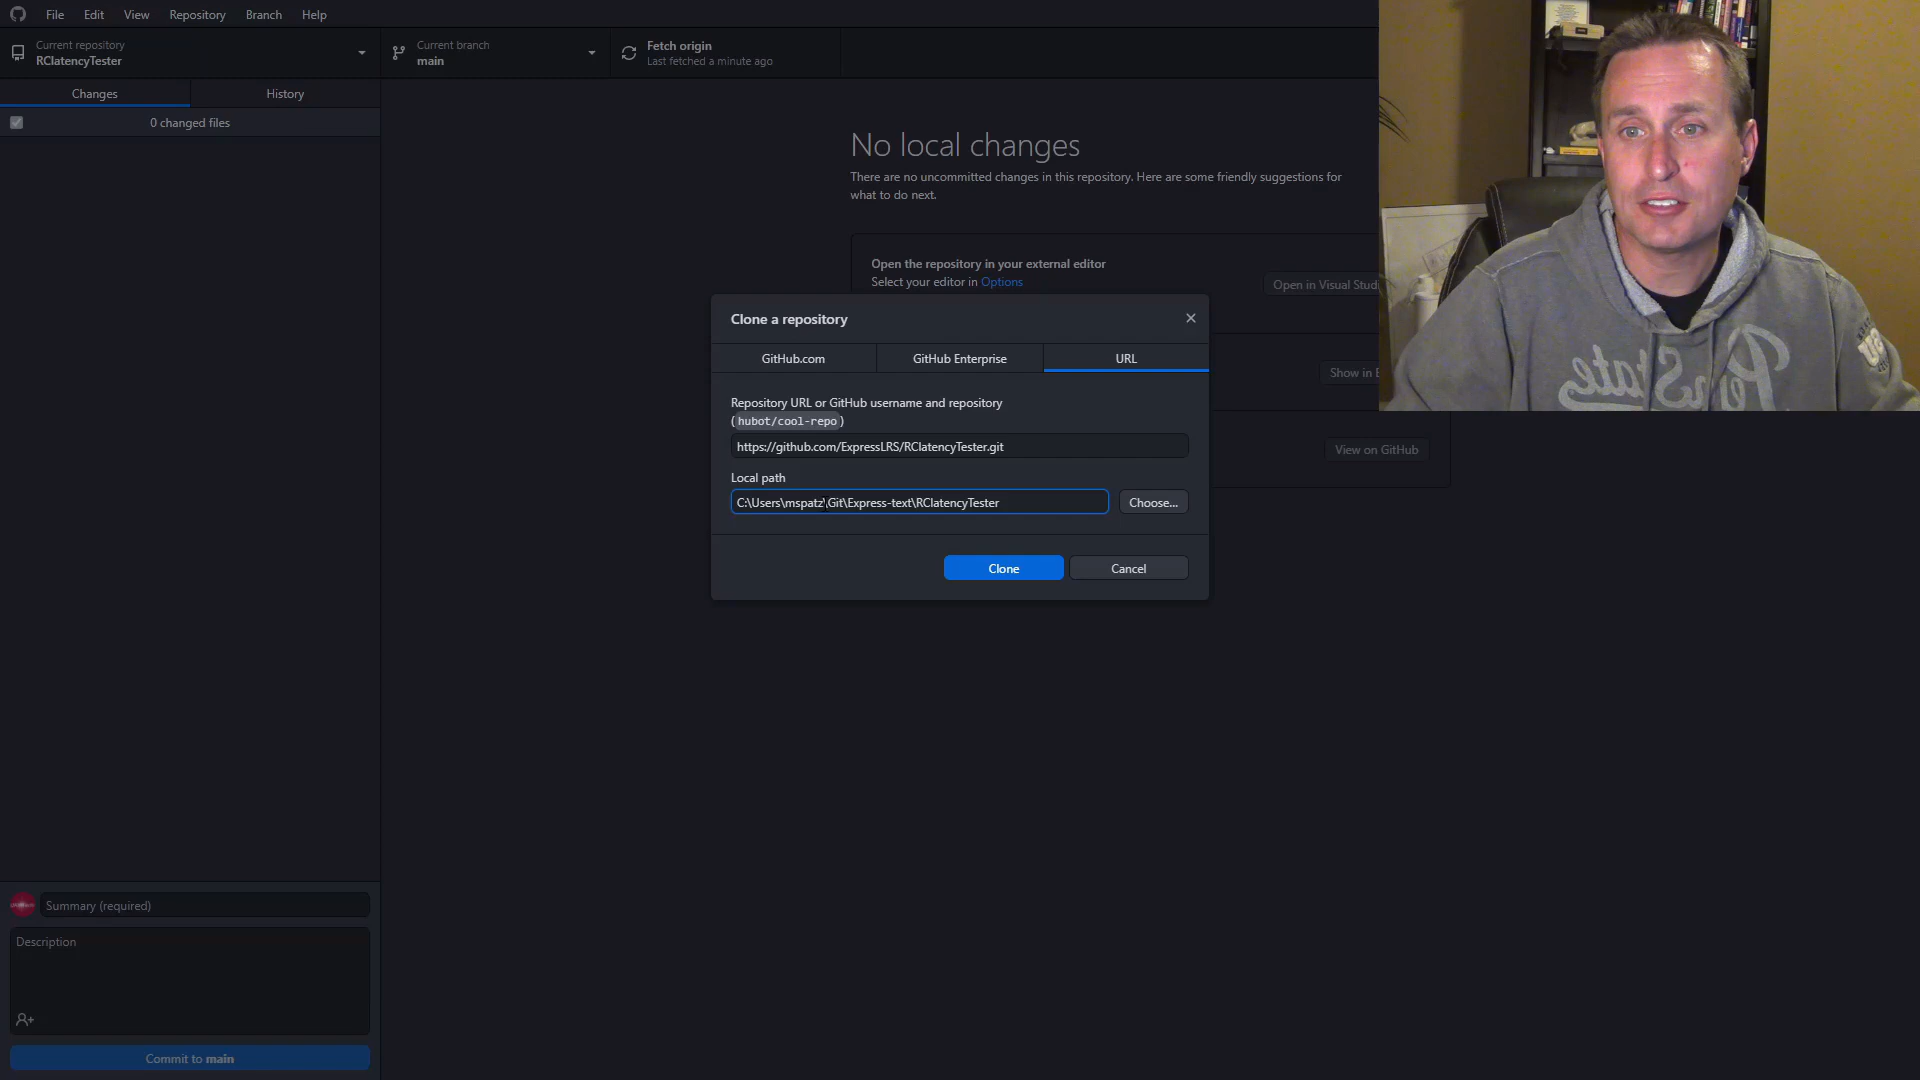 File Edit View Repository Branch Help
Current repository
RClatencyTester
Current branch
main
Fetch origin
Last fetched a minute ago
Changes
History
0 changed files
No local changes
There are no uncommitted changes in this repository. Here are some friendly suggestions for
what to do next.
Open the repository in your external editor
Select your editor in Options
Open in Visual Studi
Show in E
View on GitHub
Clone a repository
GitHub.com
GitHub Enterprise
URL
Repository URL or GitHub username and repository
(hubot/cool-repo)
https://github.com/ExpressLRS/RClatencyTester.git
Local path
C:\Users\mspatz\Git\Express-text\RClatencyTester
Choose...
Clone
Cancel
Summary (required)
Description
Commit to main
Penn State